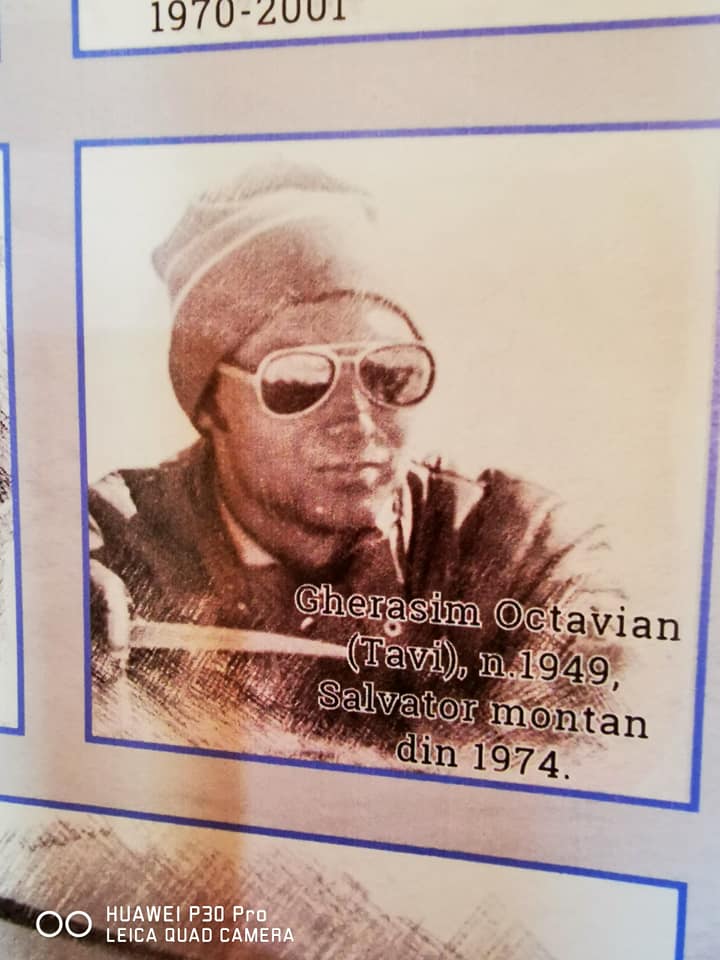 1970-2001
Gherasim Octavian
(Tavi), n.1949,
Salvator montan
din 1974.
HUAWEI P30 Pro
LEICA QUAD CAMERA